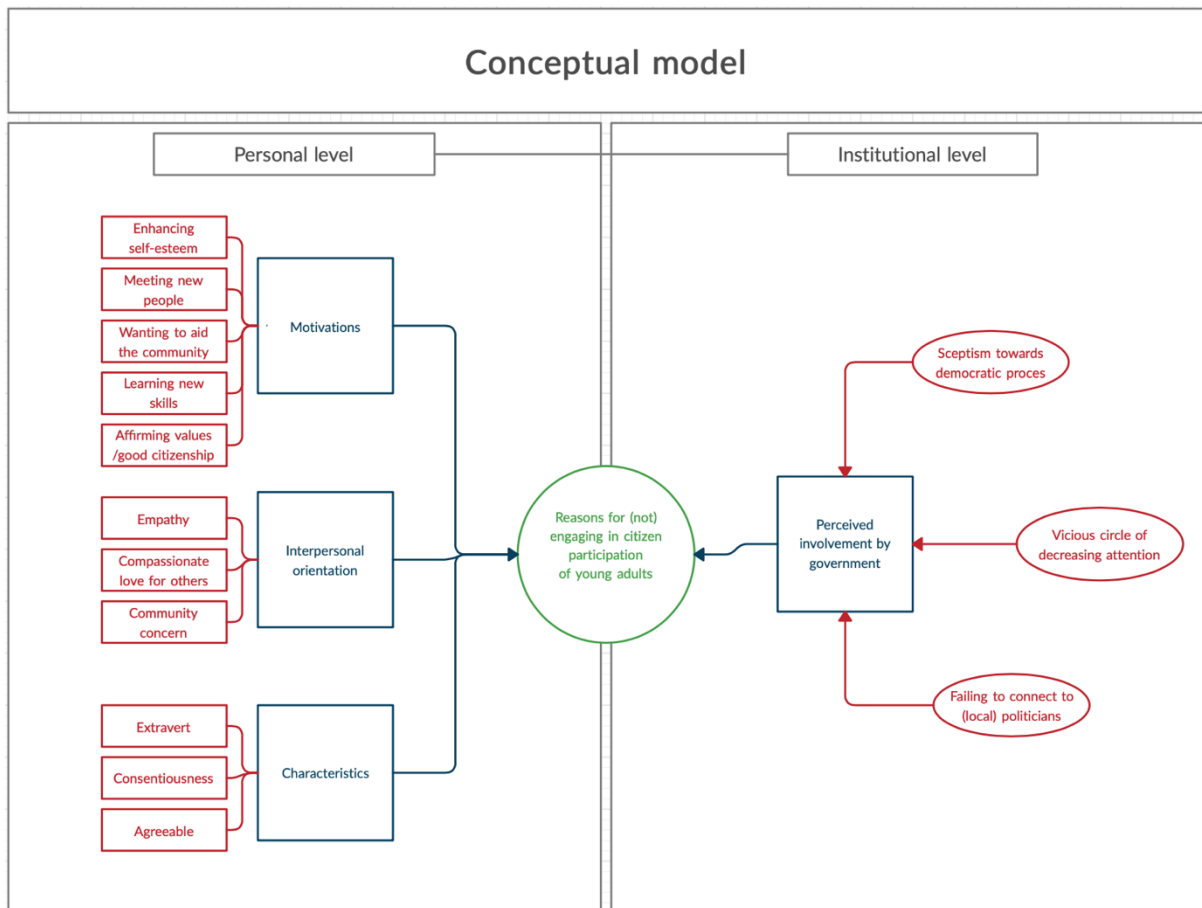 Conceptual model
Personal level
Institutional level
Enhancing
self-esteem
Meeting new
people
Wanting to aid
the community
Learning new
skills
Affirming values
/good citizenship
Motivations
Empathy
Compassionate
love for others
Community
concern
Interpersonal
orientation
Extravert
Consentiousness
Agreeable
Characteristics
Reasons for (not)
engaging in citizen
participation
of young adults
Perceived
involvement by
government
Sceptism towards
democratic proces
Vicious circle of
decreasing attention
Failing to connect to
(local) politicians